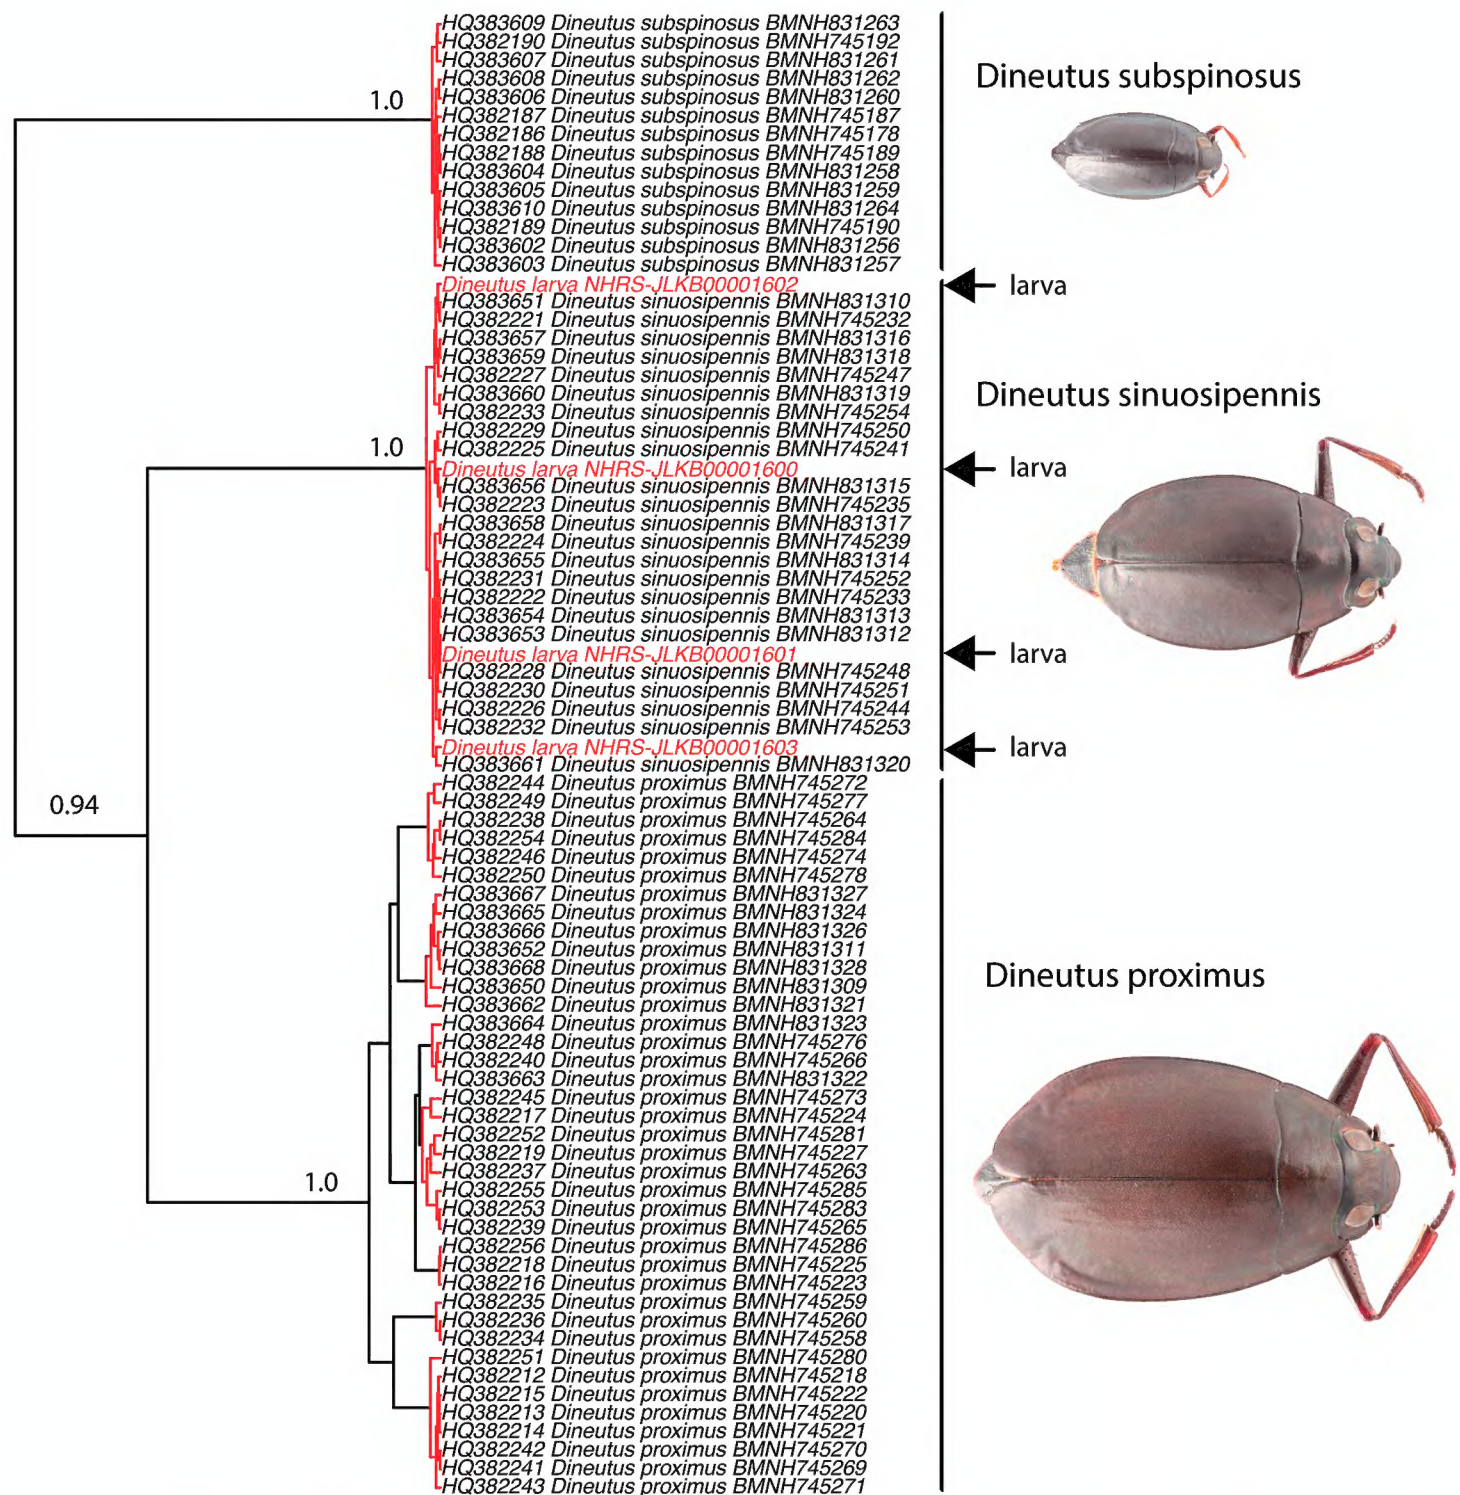 HQ383609 Dineutus subspinosus BMNH831263
HQ382190 Dineutus subspinosus BMNH745192
HQ383607 Dineutus subspinosus BMNH831261
HQ383608 Dineutus subspinosus BMNH831262
HQ383606 Dineutus subspinosus BMNH831260
HQ382187 Dineutus subspinosus BMNH745187
HQ382186 Dineutus subspinosus BMNH745178
HQ382188 Dineutus subspinosus BMNH745189
HQ383604 Dineutus subspinosus BMNH831258
HQ383605 Dineutus subspinosus BMNH831259
HQ383610 Dineutus subspinosus BMNH831264
HQ382189 Dineutus subspinosus BMNH745190
HQ383602 Dineutus subspinosus BMNH831256
HQ383603 Dineutus subspinosus BMNH831257
Dineutus larva NHRS-JLKB00001602
HQ383651 Dineutus sinuosipennis BMNH831310
HQ382221 Dineutus sinuosipennis BMNH745232
HQ383657 Dineutus sinuosipennis BMNH831316
HQ383659 Dineutus sinuosipennis BMNH831318
HQ382227 Dineutus sinuosipennis BMNH745247
HQ383660 Dineutus sinuosipennis BMNH831319
HQ382233 Dineutus sinuosipennis BMNH745254
HQ382229 Dineutus sinuosipennis BMNH745250
HQ382225 Dineutus sinuosipennis BMNH745241
Dineutus larva NHRS-JLKB00001600
HQ383656 Dineutus sinuosipennis BMNH831315
HQ382223 Dineutus sinuosipennis BMNH745235
HQ383658 Dineutus sinuosipennis BMNH831317
HQ382224 Dineutus sinuosipennis BMNH745239
HQ383655 Dineutus sinuosipennis BMNH831314
HQ382231 Dineutus sinuosipennis BMNH745252
HQ382222 Dineutus sinuosipennis BMNH745233
HQ383654 Dineutus sinuosipennis BMNH831313
HQ383653 Dineutus sinuosipennis BMNH831312
Dineutus larva NHRS-JLKB00001601
HQ382228 Dineutus sinuosipennis BMNH745248
HQ382230 Dineutus sinuosipennis BMNH745251
HQ382226 Dineutus sinuosipennis BMNH745244
HQ382232 Dineutus sinuosipennis BMNH745253
Dineutus larva NHRS-JLKB00001603
HQ383661 Dineutus sinuosipennis BMNH831320
HQ382244 Dineutus proximus BMNH745272
HQ382249 Dineutus proximus BMNH745277
HQ382238 Dineutus proximus BMNH745264
HQ382254 Dineutus proximus BMNH745284
HQ382246 Dineutus proximus BMNH745274
HQ382250 Dineutus proximus BMNH745278
HQ383667 Dineutus proximus BMNH831327
HQ383665 Dineutus proximus BMNH831324
HQ383666 Dineutus proximus BMNH831326
HQ383652 Dineutus proximus BMNH831311
HQ383668 Dineutus proximus BMNH831328
HQ383650 Dineutus proximus BMNH831309
HQ383662 Dineutus proximus BMNH831321
HQ383664 Dineutus proximus BMNH831323
HQ382248 Dineutus proximus BMNH745276
HQ382240 Dineutus proximus BMNH745266
HQ383663 Dineutus proximus BMNH831322
HQ382245 Dineutus proximus BMNH745273
HQ382217 Dineutus proximus BMNH745224
HQ382252 Dineutus proximus BMNH745281
HQ382219 Dineutus proximus BMNH745227
HQ382237 Dineutus proximus BMNH745263
HQ382255 Dineutus proximus BMNH745285
HQ382253 Dineutus proximus BMNH745283
HQ382239 Dineutus proximus BMNH745265
HQ382256 Dineutus proximus BMNH745286
HQ382218 Dineutus proximus BMNH745225
HQ382216 Dineutus proximus BMNH745223
HQ382235 Dineutus proximus BMNH745259
HQ382236 Dineutus proximus BMNH745260
HQ382234 Dineutus proximus BMNH745258
HQ382251 Dineutus proximus BMNH745280
HQ382212 Dineutus proximus BMNH745218
HQ382215 Dineutus proximus BMNH745222
HQ382213 Dineutus proximus BMNH745220
HQ382214 Dineutus proximus BMNH745221
HQ382242 Dineutus proximus BMNH745270
HQ382241 Dineutus proximus BMNH745269
HQ382243 Dineutus proximus BMNH745271
1.0
1.0
0.94
1.0
Dineutus subspinosus
larva
Dineutus sinuosipennis
larva
larva
larva
Dineutus proximus